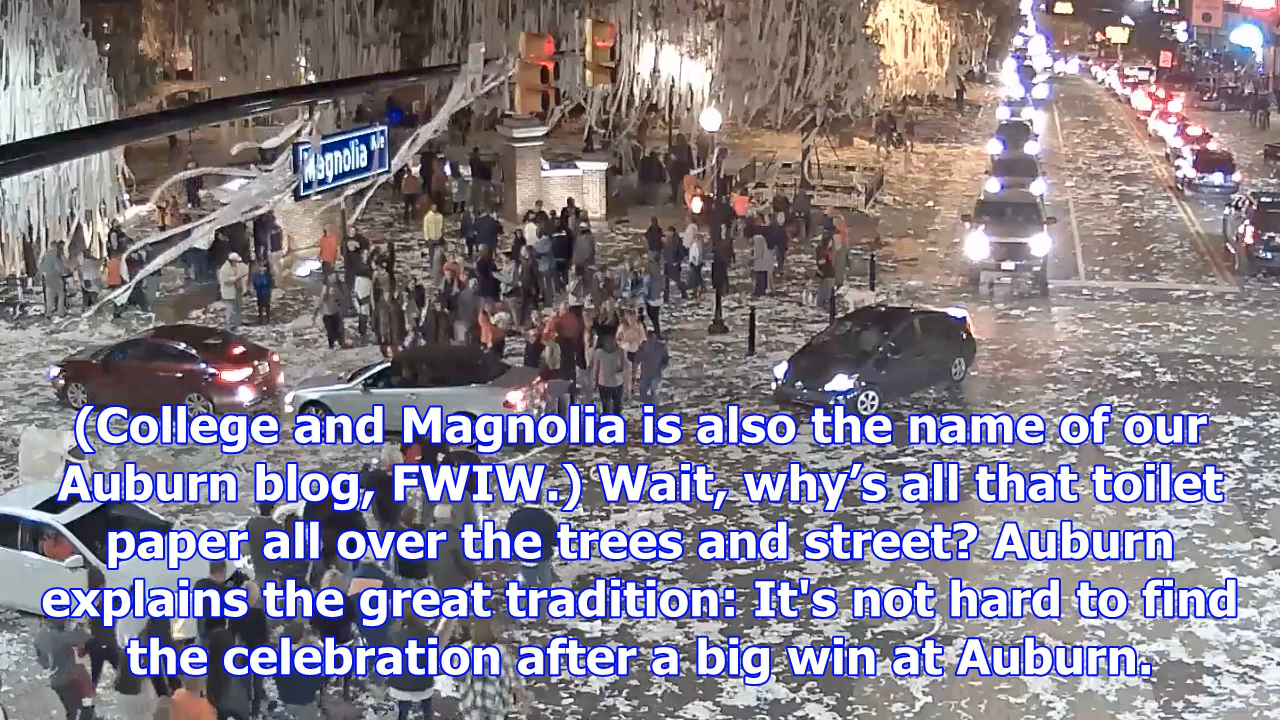 Magnolia Ave
(College and Magnolia is also the name of our
Auburn blog, FWIW.) Wait, why’s all that toilet
paper all over the trees and street? Auburn
explains the great tradition: It's not hard to find
the celebration after a big win at Auburn.